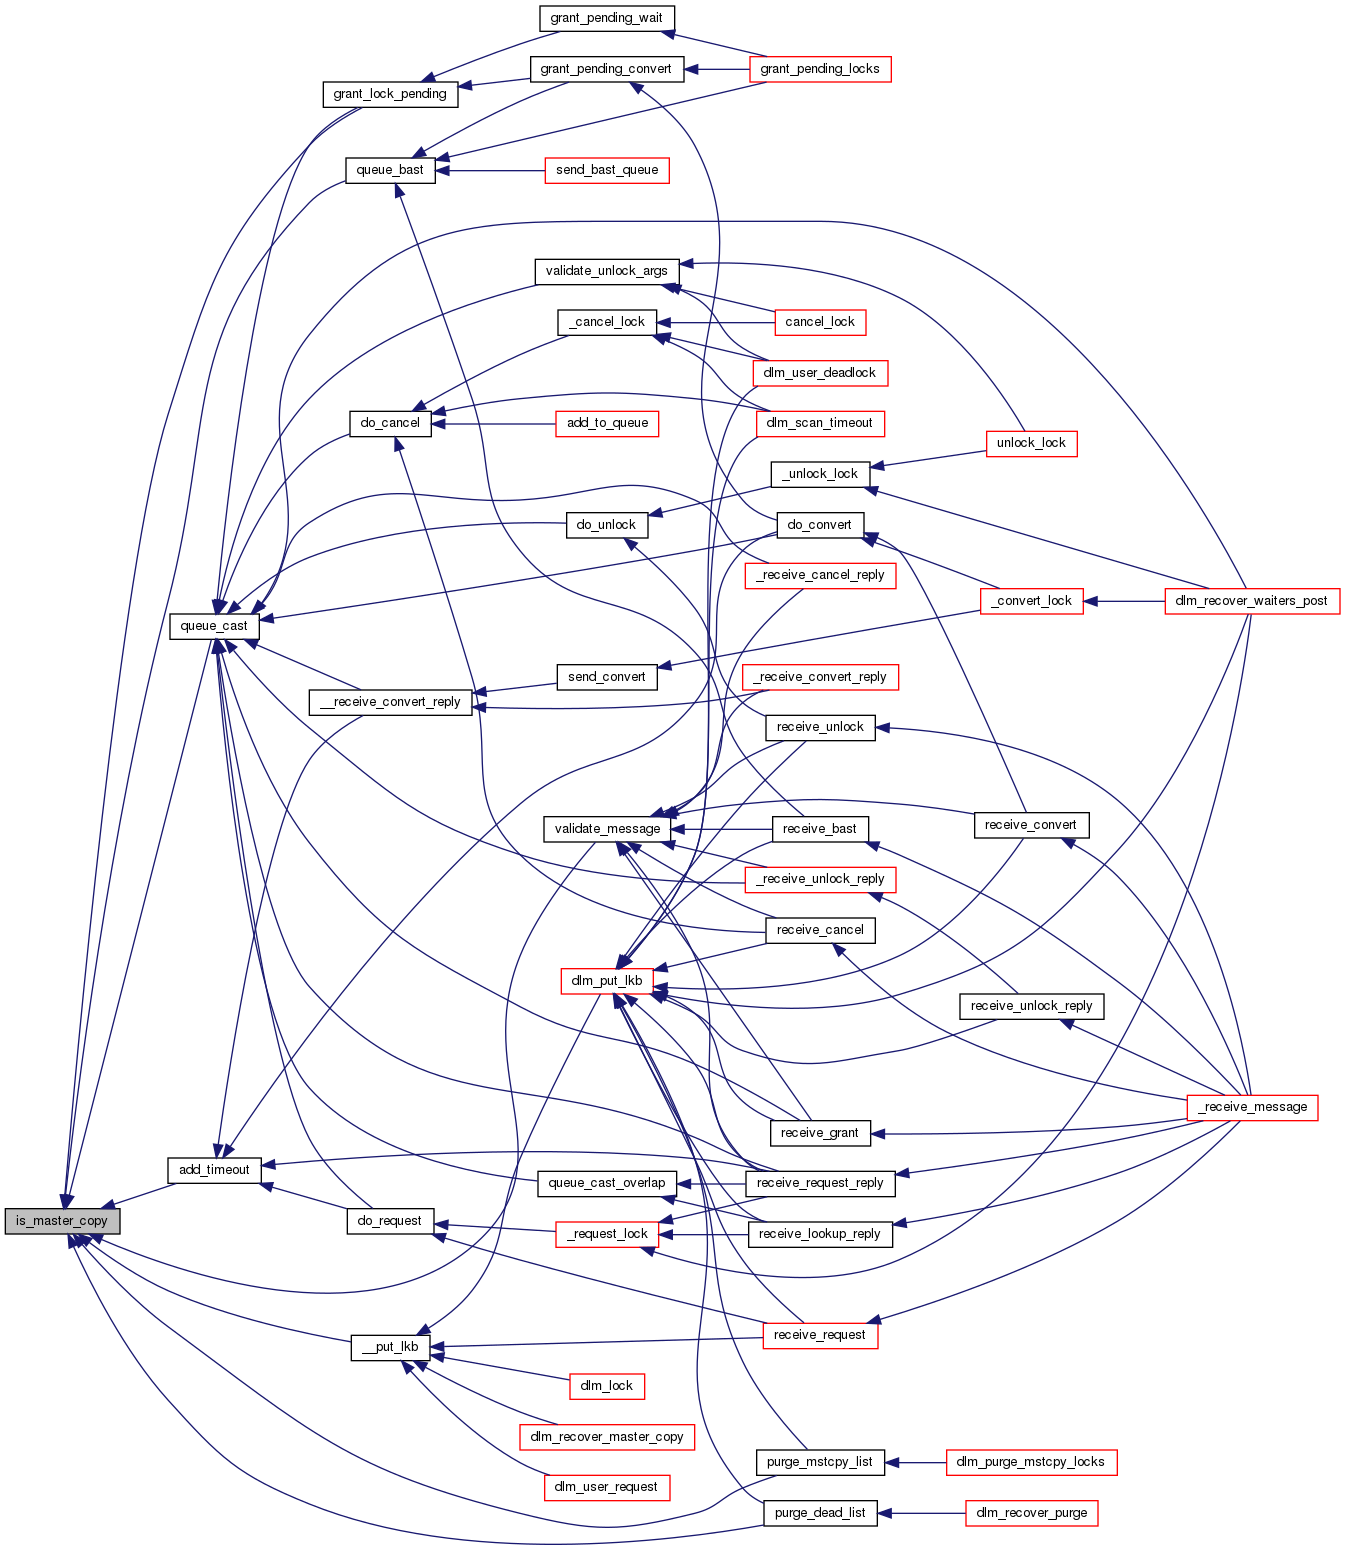 grant_pending_wait
grant_pending_convert
grant_pending_locks
grant_lock_pending
queue_bast
send_bast_queue
validate_unlock_args
_cancel_lock
cancel_lock
dlm_user_deadlock
do_cancel
add_to_queue
dlm_scan_timeout
unlock_lock
_unlock_lock
do_unlock
do_convert
_receive_cancel_reply
_convert_lock
dlm_recover_waiters_post
queue_cast
send_convert
_receive_convert_reply
__receive_convert_reply
receive_unlock
validate_message
receive_bast
receive_convert
_receive_unlock_reply
receive_cancel
dlm_put_lkb
receive_unlock_reply
_receive_message
receive_grant
add_timeout
queue_cast_overlap
receive_request_reply
is_master_copy
do_request
_request_lock
receive_lookup_reply
__put_lkb
receive_request
dlm_lock
dlm_recover_master_copy
purge_mstcpy_list
dlm_purge_mstcpy_locks
dlm_user_request
purge_dead_list
dlm_recover_purge